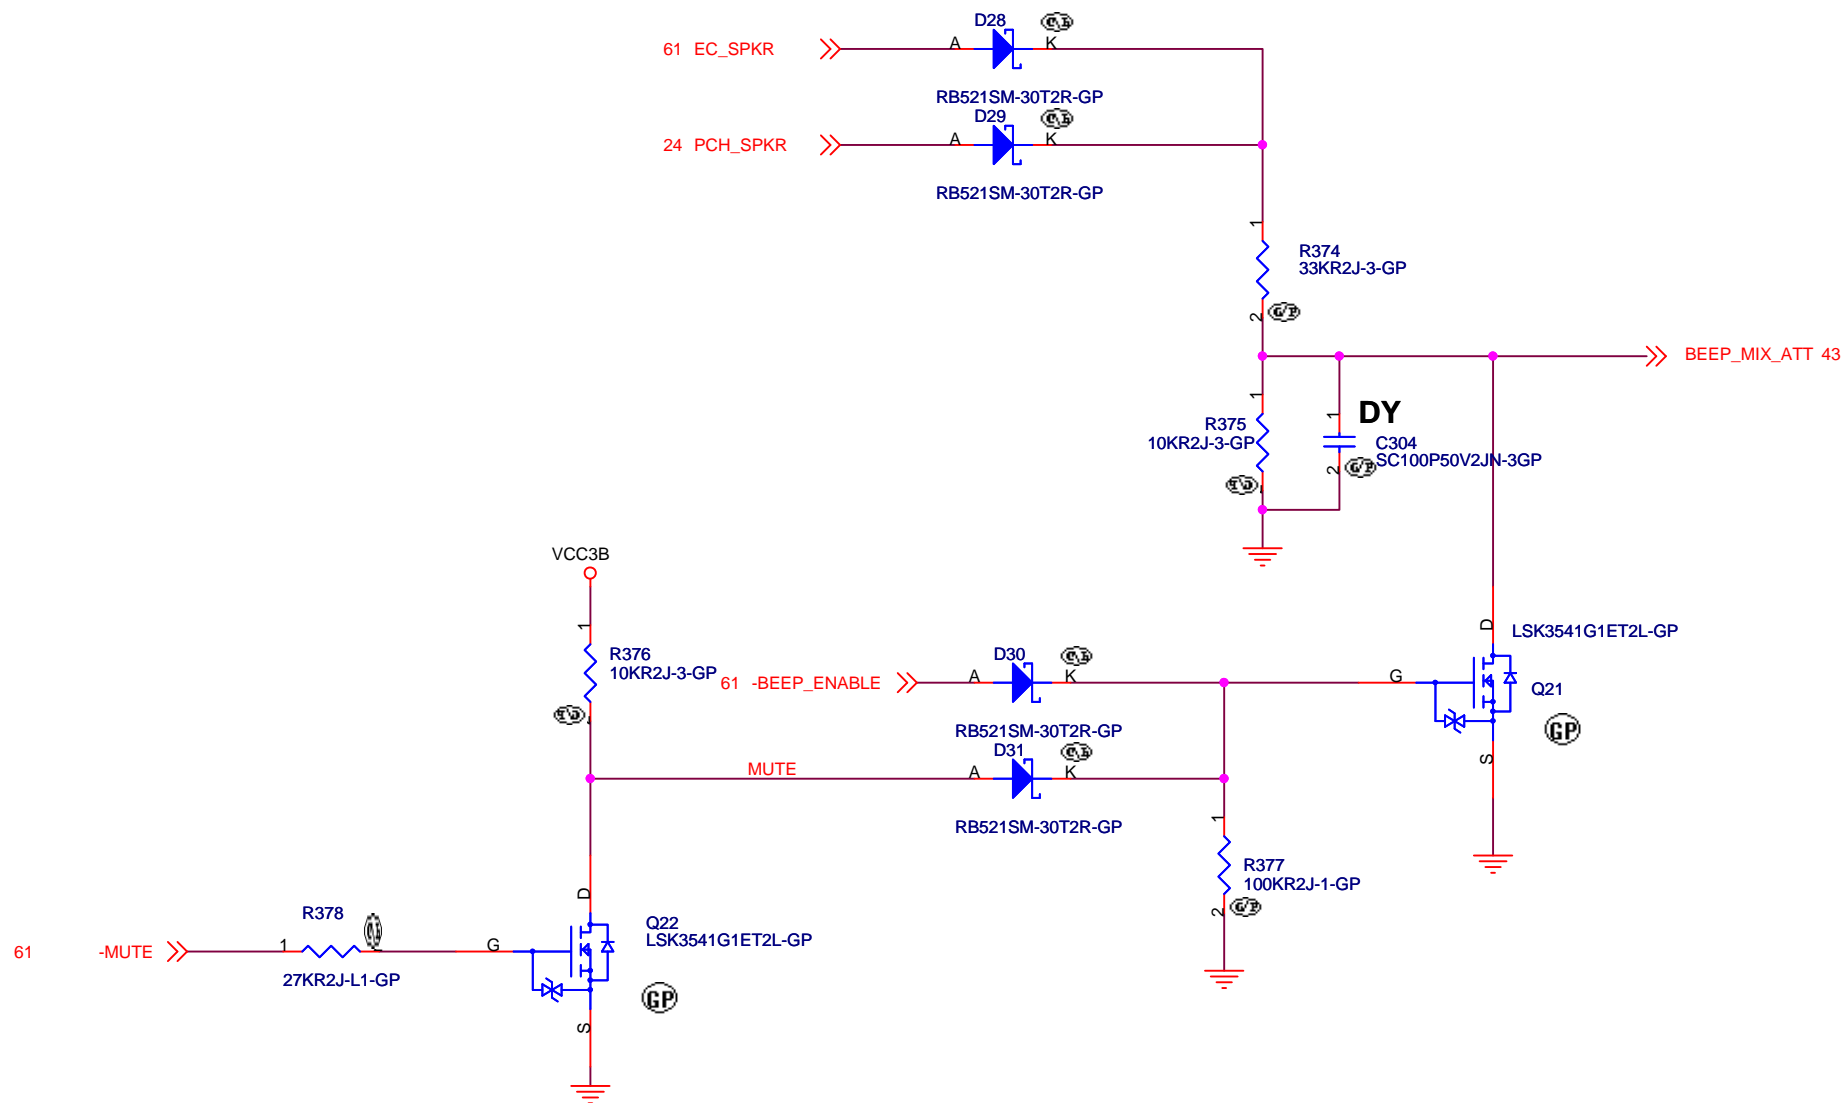 D28
61 EC_SPKR
A
K
RB521SM-30T2R-GP
D29
24 PCH_SPKR
A
K
RB521SM-30T2R-GP
1
R374
33KR2J-3-GP
2
G/P
BEEP_MIX_ATT 43
1
R375
10KR2J-3-GP
1
DY
C304
SC100P50V2JN-3GP
2
G/P
VCC3B
1
R376
10KR2J-3-GP
61 -BEEP_ENABLE
D30
A
K
RB521SM-30T2R-GP
G
D
LSK3541G1ET2L-GP
Q21
GP
S
MUTE
D31
A
K
RB521SM-30T2R-GP
1
R377
100KR2J-1-GP
2
G/P
61 -MUTE
R378
1
27KR2J-L1-GP
G
D
Q22
LSK3541G1ET2L-GP
GP
S